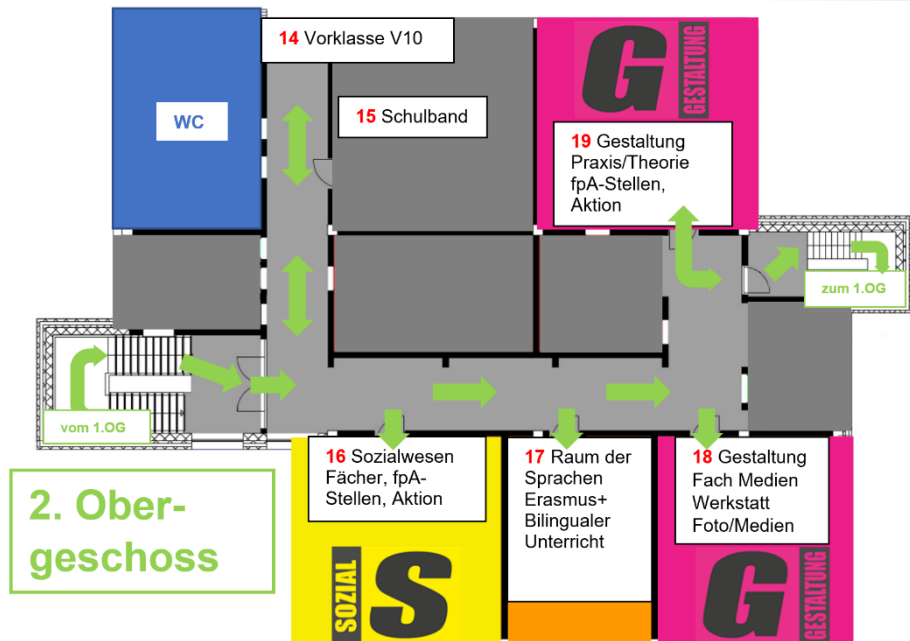 14 Vorklasse V10
WC
15 Schulband
G
GESTALTUNG
19 Gestaltung
Praxis/Theorie
fpA-Stellen,
Aktion
zum 1.OG
vom 1.OG
16 Sozialwesen
Fächer, fpA-
Stellen, Aktion
17 Raum der
Sprachen
Erasmus+
Bilingualer
Unterricht
18 Gestaltung
Fach Medien
Werkstatt
Foto/Medien
2. Ober-
geschoss
SOZIAL
S
G
GESTALTUNG